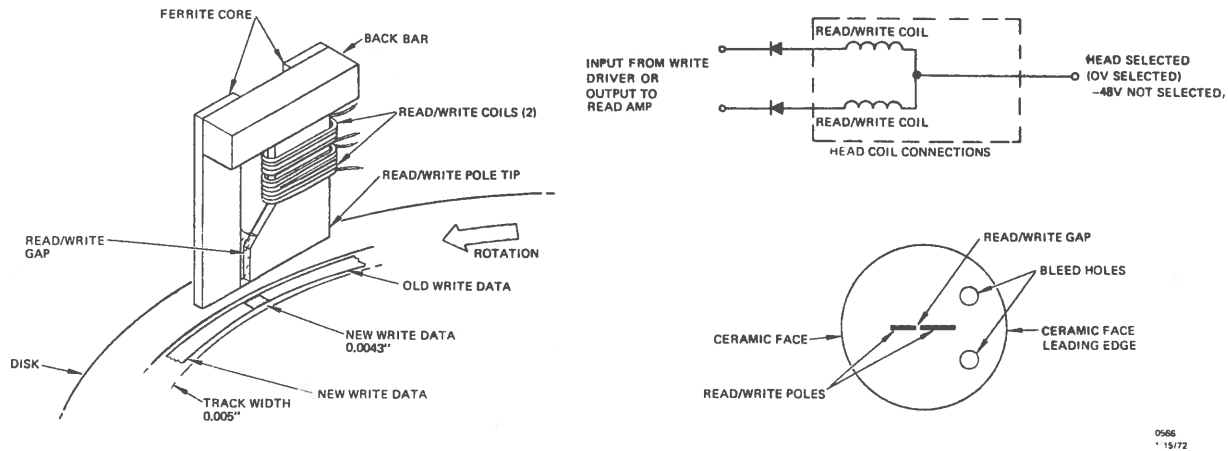 FERRITE CORE
BACK BAR
READ/WRITE COILS (2)
READ/WRITE POLE TIP
READ/WRITE
GAP
ROTATION
OLD WRITE DATA
NEW WRITE DATA
0.0043"
DISK
NEW WRITE DATA
TRACK WIDTH
0.005"
READ/WRITE COIL
INPUT FROM WRITE
DRIVER OR
OUTPUT TO
READ AMP
HEAD SELECTED
(0V SELECTED)
-48V NOT SELECTED,
READ/WRITE COIL
HEAD COIL CONNECTIONS
READ/WRITE GAP
BLEED HOLES
CERAMIC FACE
CERAMIC FACE
LEADING EDGE
READ/WRITE POLES
0566
15/72